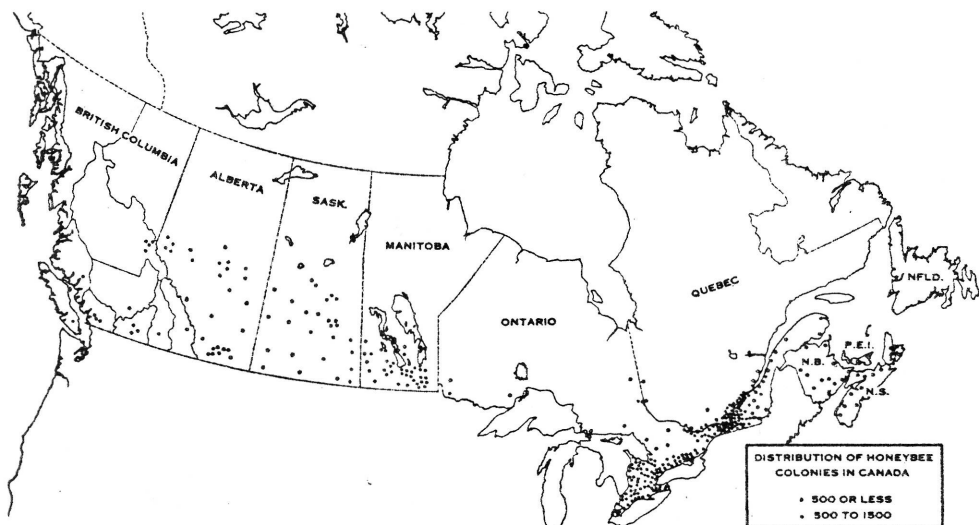 BRITISH COLUMBIA
ALBERTA
SASK.
MANITOBA
ONTARIO
QUEBEC
NFLD.
P.E.I.
N.B.
N.S.
DISTRIBUTION OF HONEYBEE
COLONIES IN CANADA
• 500 OR LESS
• 500 TO 1500